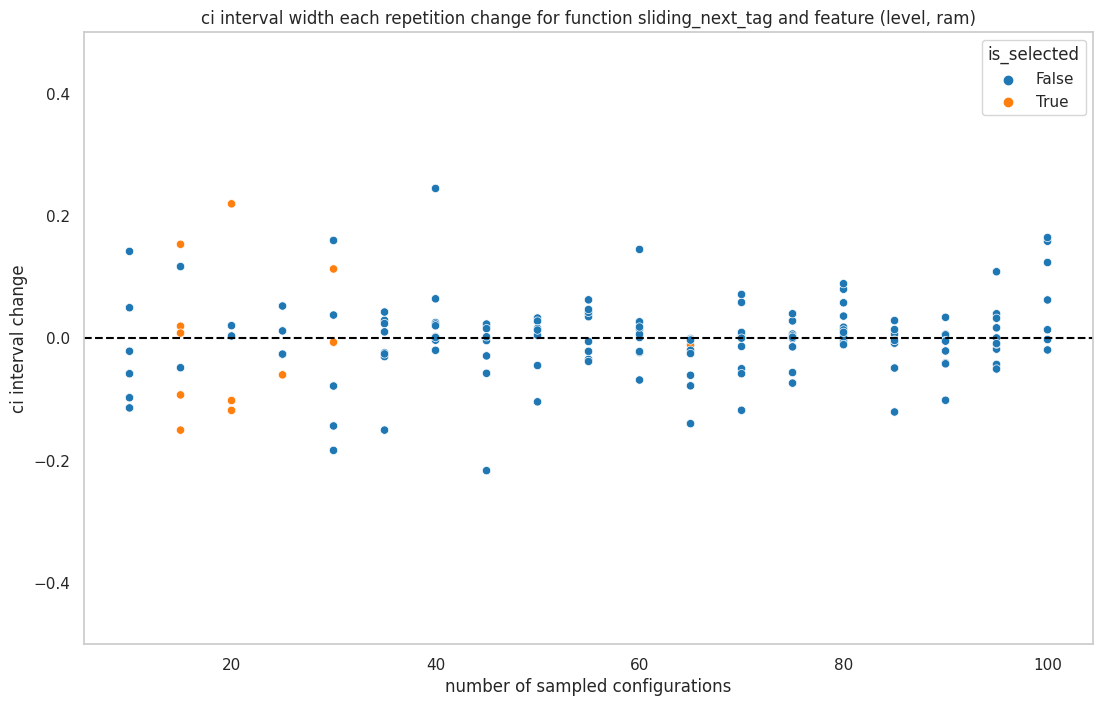 ci interval width each repetition change for function sliding_next_tag and feature (level, ram)
is_selected
False
True
0.4
0.2
0.0
−0.2
−0.4
ci interval change
20
40
60
80
100
number of sampled configurations